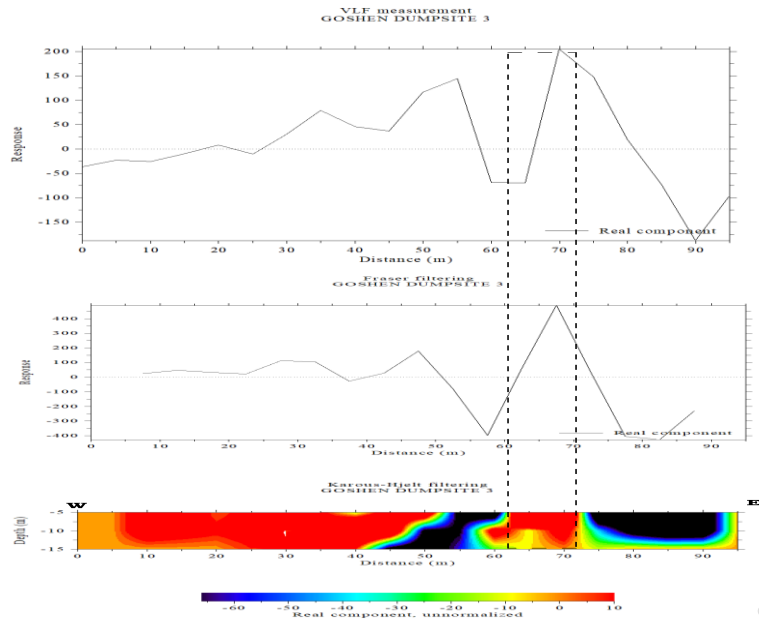 VLF measurement
GOSHEN DUMPSITE 3
200
150
100
50
0
-50
-100
-150
Response
Real component
0 10 20 30 40 50 60 70 80 90
Distance (m)
Fraser filtering
GOSHEN DUMPSITE 3
400
300
200
100
0
-100
-200
-300
-400
Response
Real component
0 10 20 30 40 50 60 70 80 90
Distance (m)
Karous-Hjelt filtering
GOSHEN DUMPSITE 3
W E
-5
-10
-15
Depth (m)
0 10 20 30 40 50 60 70 80 90
Distance (m)
-60 -50 -40 -30 -20 -10 0 10
Real component, unnormalized